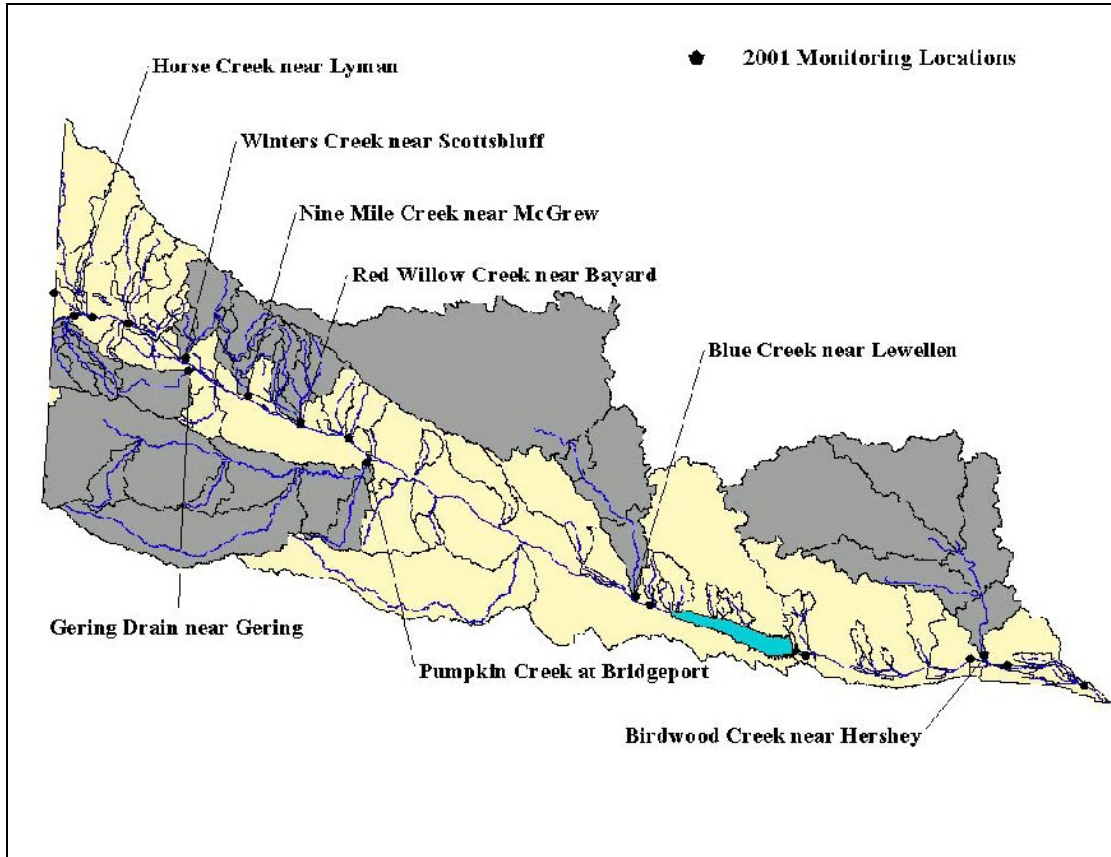 2001 Monitoring Locations
Horse Creek near Lyman
Winters Creek near Scottsbluff
Nine Mile Creek near McGrew
Red Willow Creek near Bayard
Blue Creek near Lewellen
Gering Drain near Gering
Pumpkin Creek at Bridgeport
Birdwood Creek near Hershey